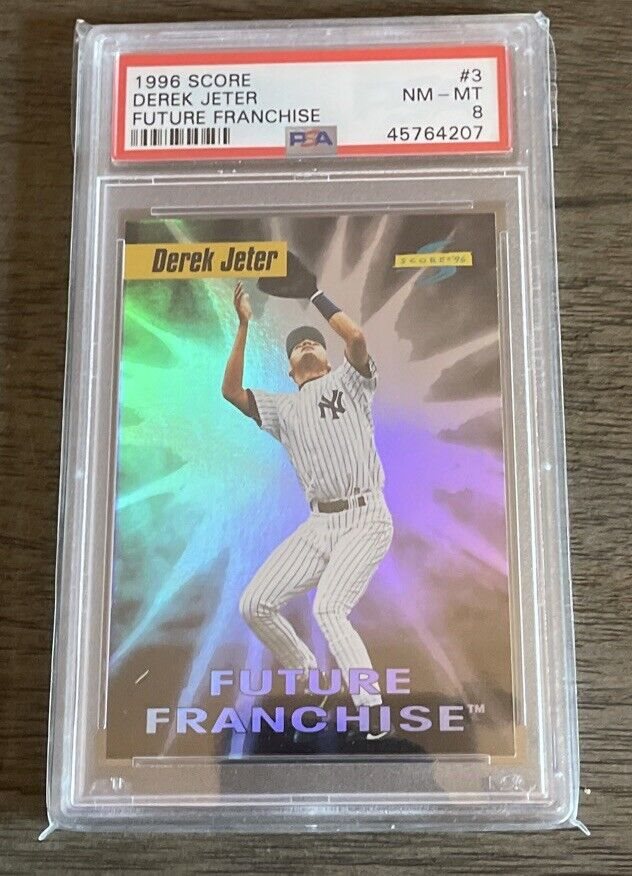 1996 SCORE #3
DEREK JETER NM - MT
FUTURE FRANCHISE 8
PSA 45764207
Derek Jeter
SCORE '96
NY
FUTURE
FRANCHISE™